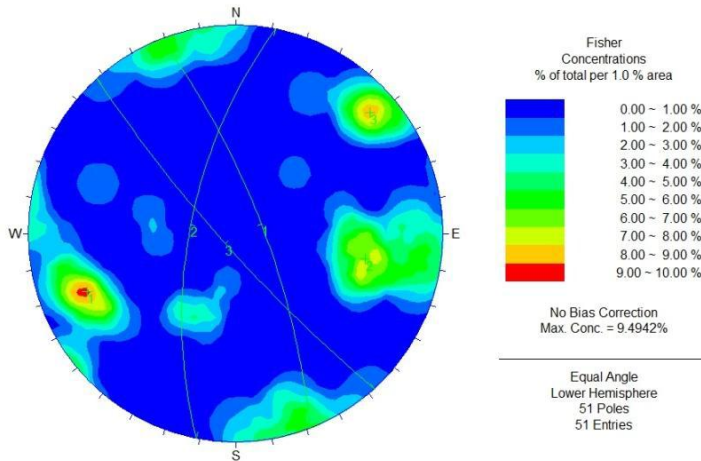 N
W
E
S
1
2
3
1
2
3
Fisher
Concentrations
% of total per 1.0 % area
0.00 ~ 1.00 %
1.00 ~ 2.00 %
2.00 ~ 3.00 %
3.00 ~ 4.00 %
4.00 ~ 5.00 %
5.00 ~ 6.00 %
6.00 ~ 7.00 %
7.00 ~ 8.00 %
8.00 ~ 9.00 %
9.00 ~ 10.00 %
No Bias Correction
Max. Conc. = 9.4942%
Equal Angle
Lower Hemisphere
51 Poles
51 Entries